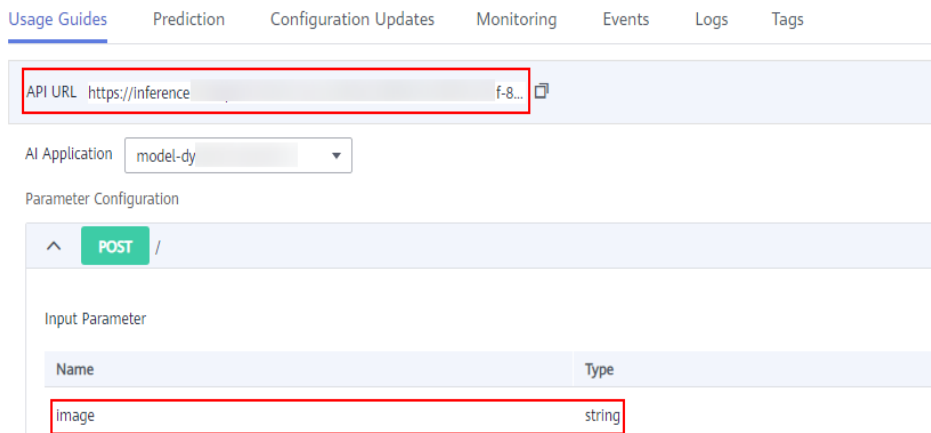 Usage Guides Prediction Configuration Updates Monitoring Events Logs Tags
API URL https://inference f-8...
AI Application model-dy
Parameter Configuration
POST /
Input Parameter
Name Type
image string